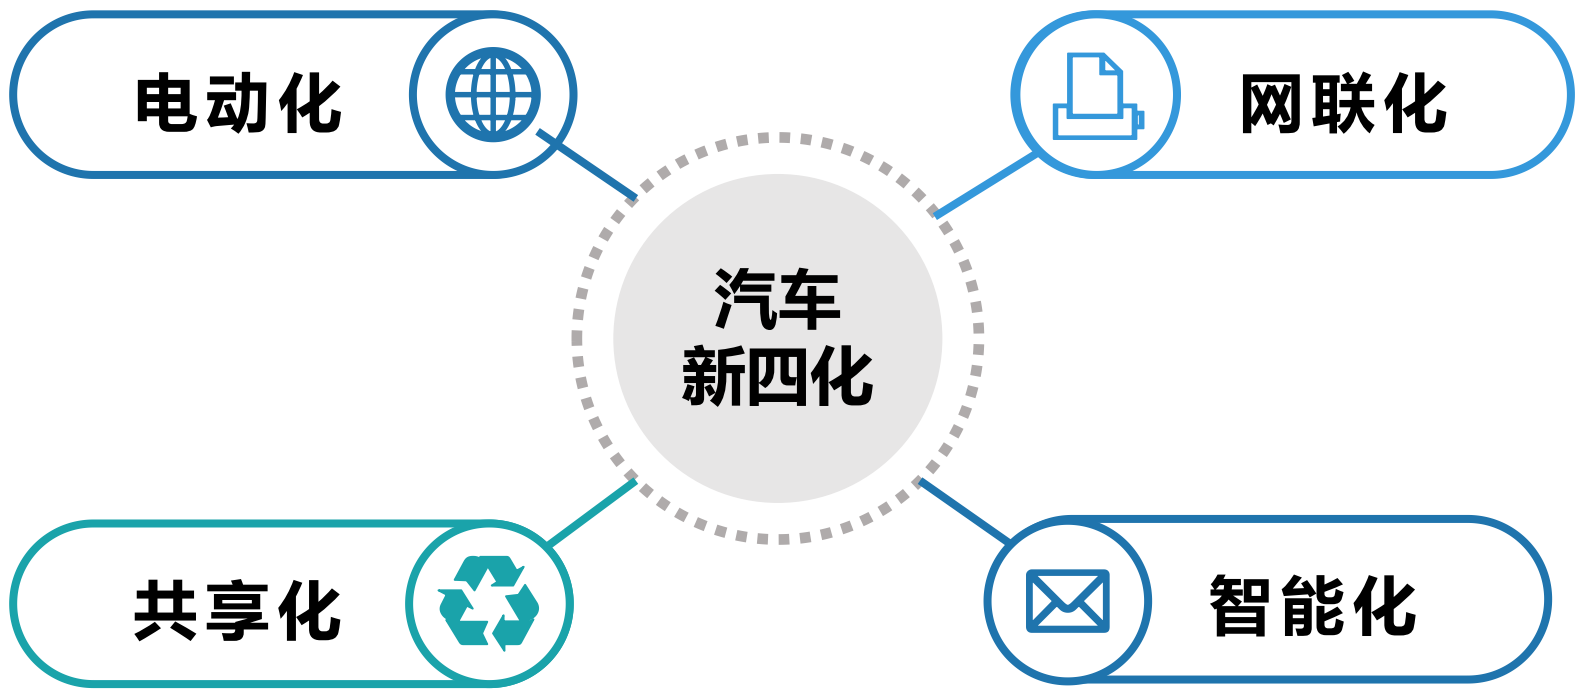 电动化
网联化
汽车
新四化
共享化
智能化